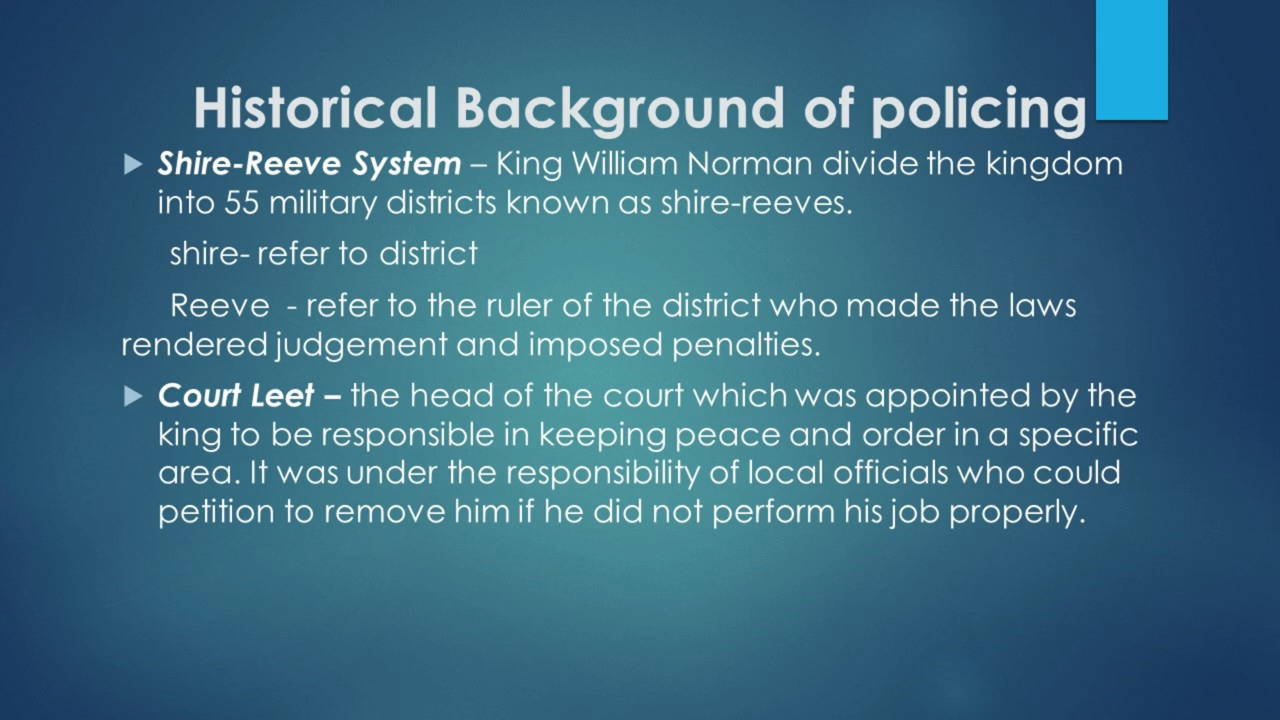 Historical Background of policing
Shire-Reeve System – King William Norman divide the kingdom
into 55 military districts known as shire-reeves.
shire- refer to district
Reeve - refer to the ruler of the district who made the laws
rendered judgement and imposed penalties.
Court Leet – the head of the court which was appointed by the
king to be responsible in keeping peace and order in a specific
area. It was under the responsibility of local officials who could
petition to remove him if he did not perform his job properly.